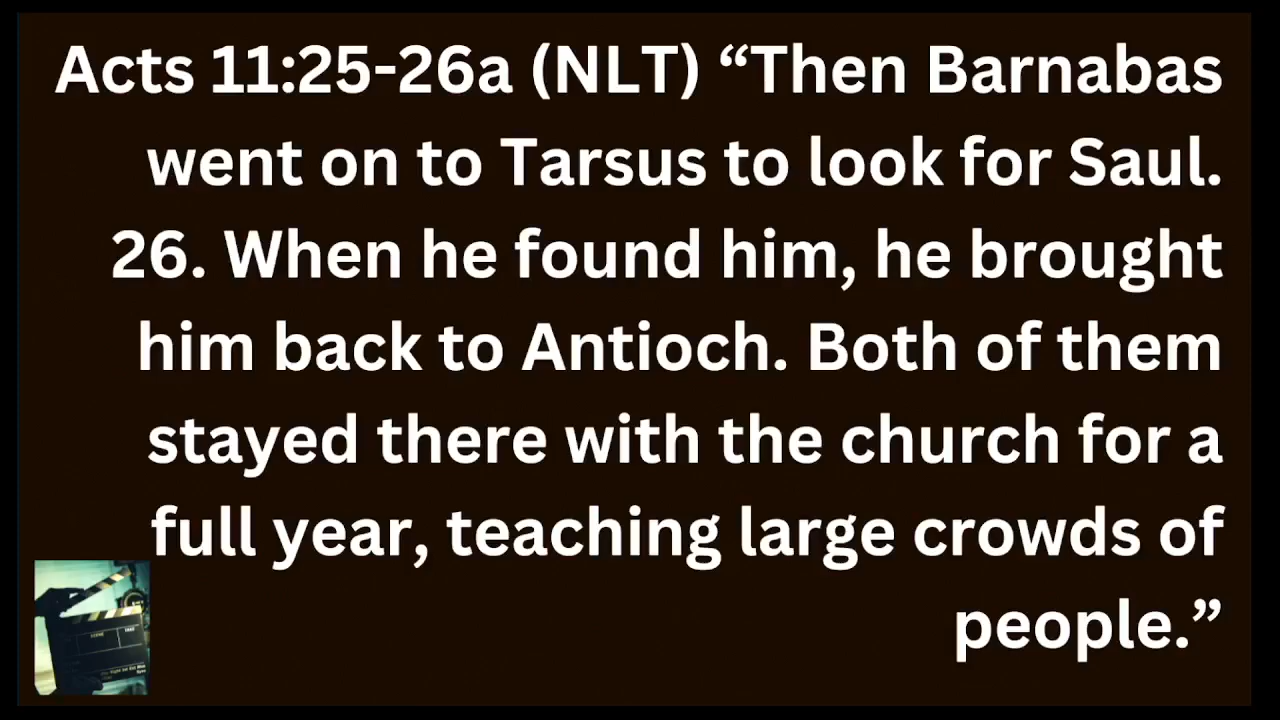 Acts 11:25-26a (NLT) “Then Barnabas
went on to Tarsus to look for Saul.
26. When he found him, he brought
him back to Antioch. Both of them
stayed there with the church for a
full year, teaching large crowds of
people.”
SCENE TAKE